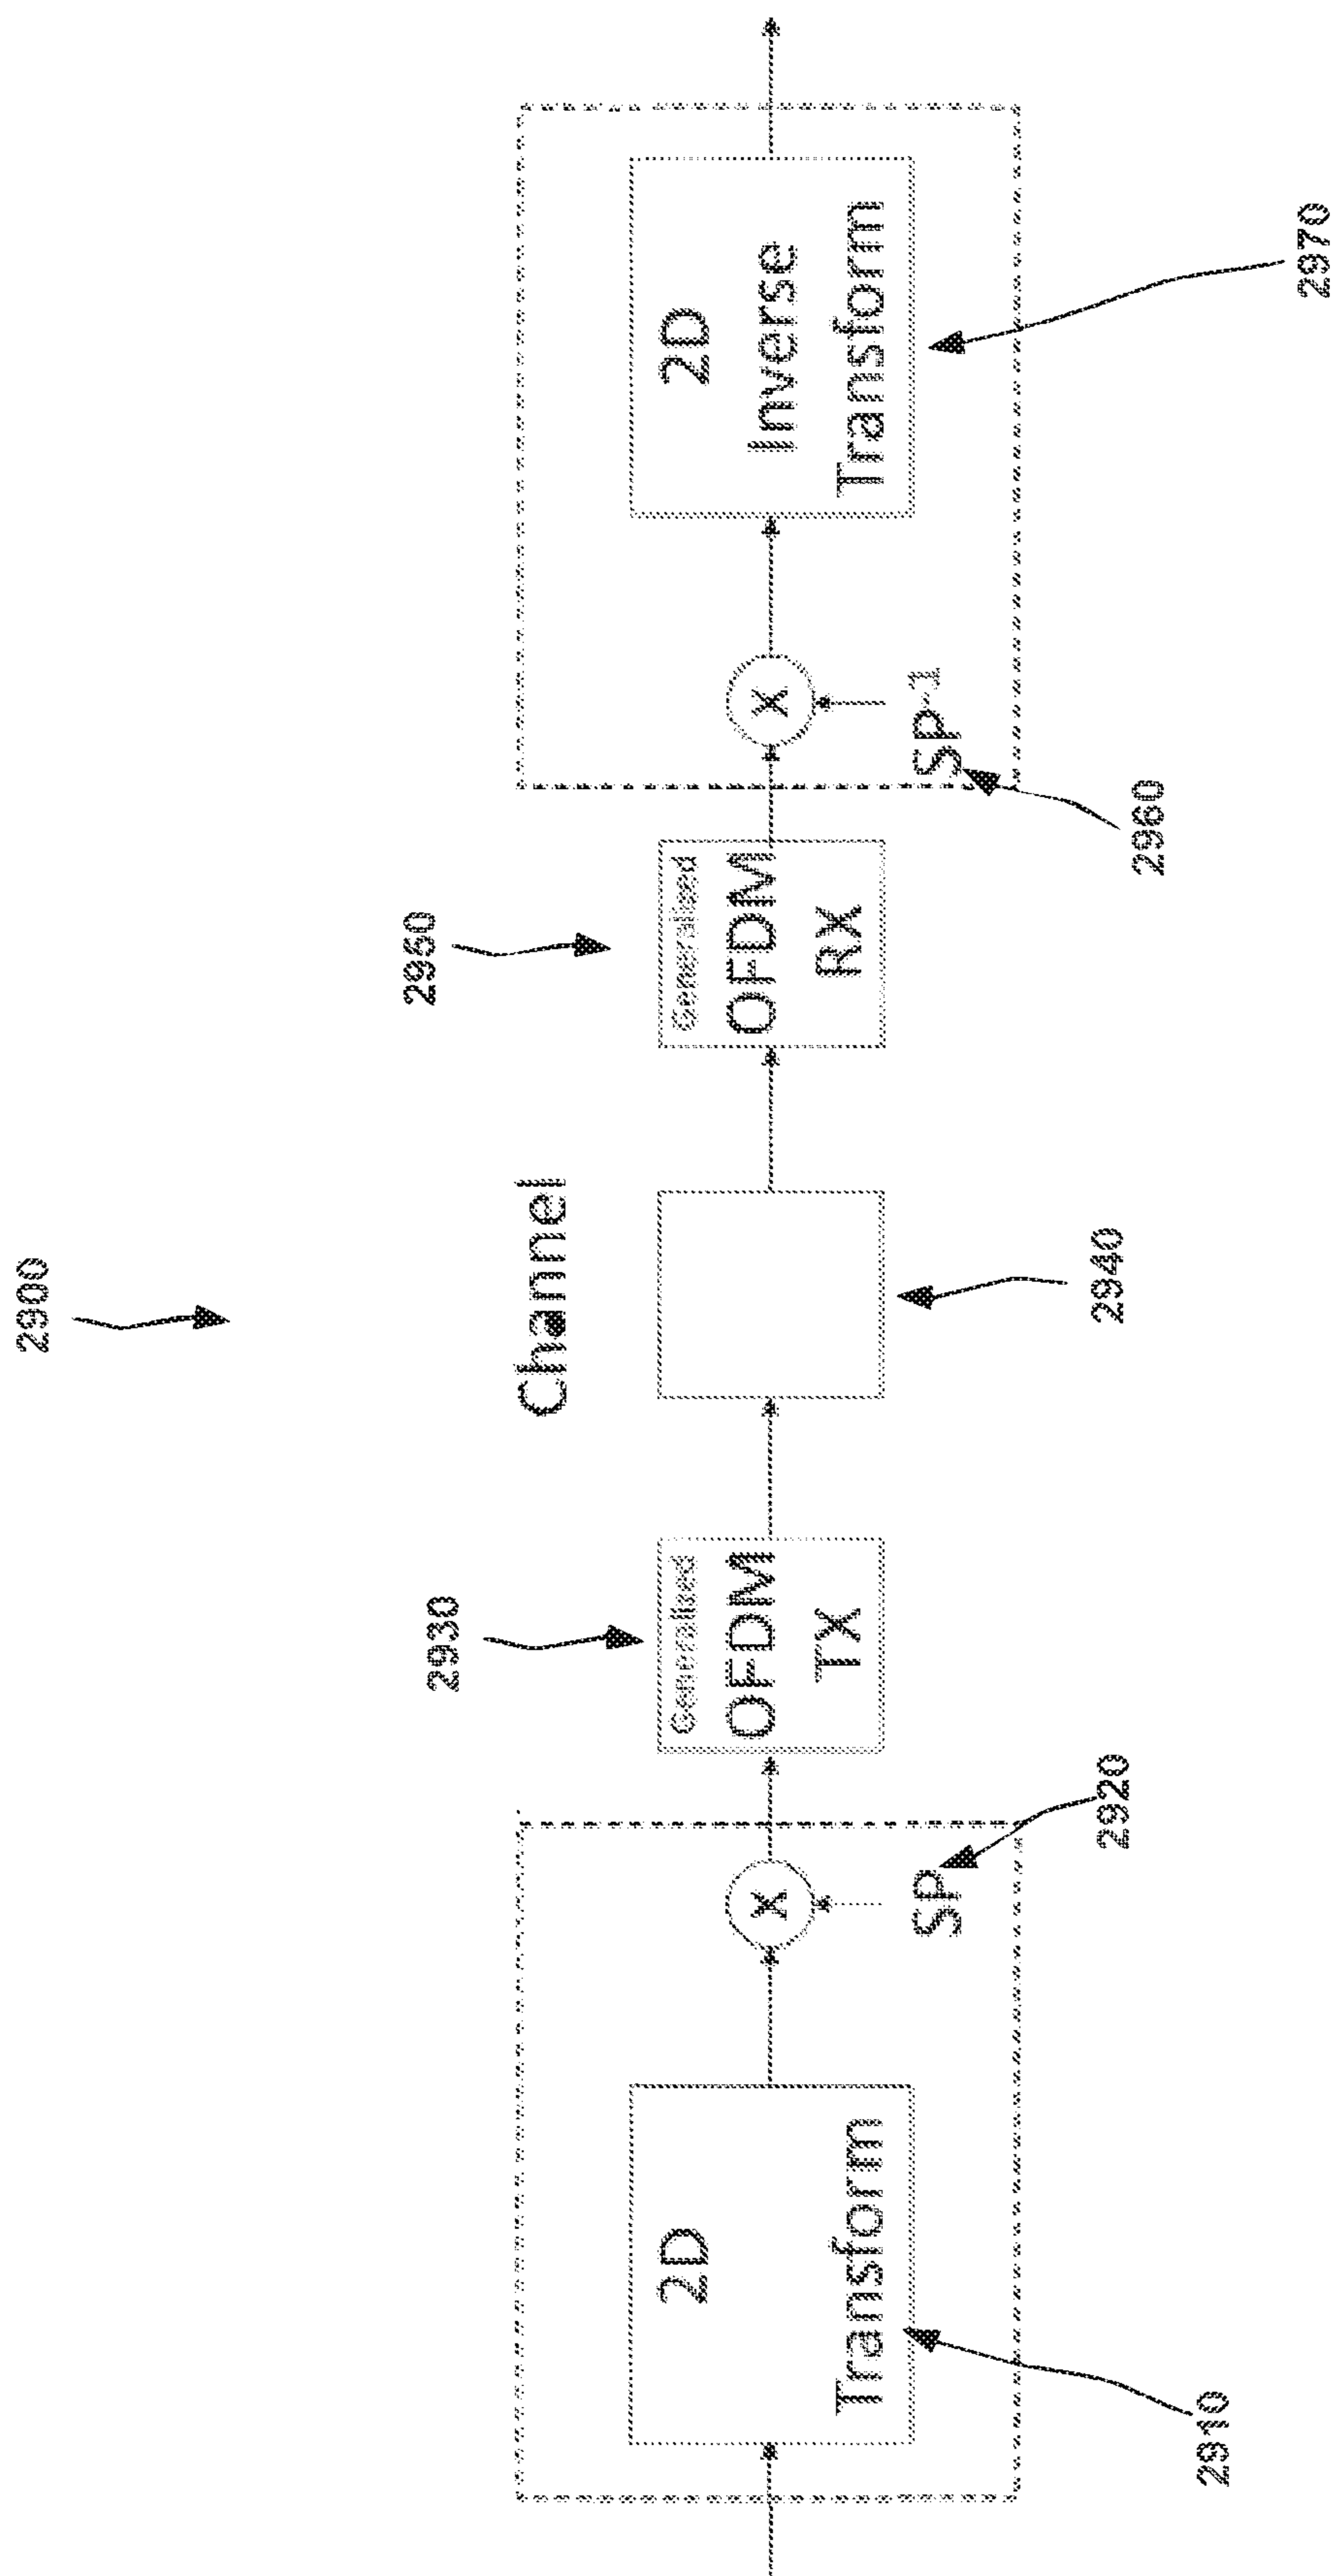 2900
Channel
2930
2950
2D
Transform
X
SP
Generalized
OFDM
TX
Generalized
OFDM
RX
X
SP-1
2D
Inverse
Transform
2910
2920
2940
2960
2970